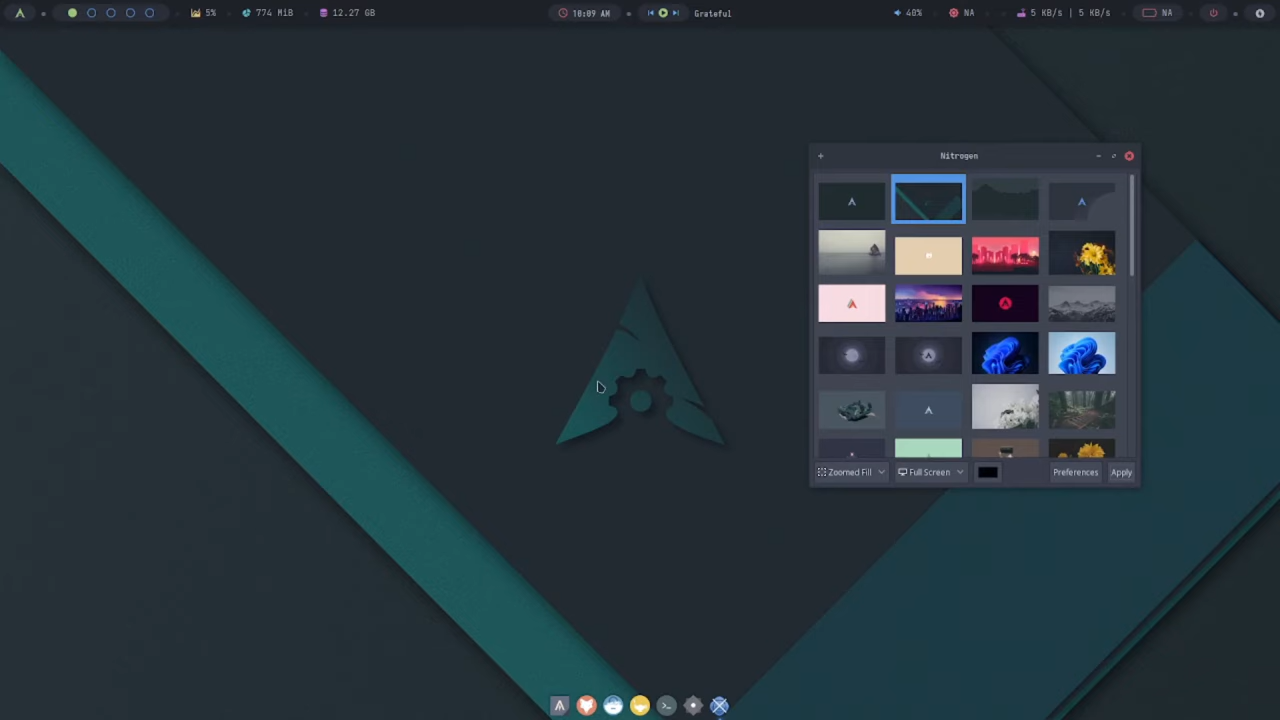 5% 774 MiB 12.27 GB 18:09 AM Grateful 40% NA 5 KB/s | 5 KB/s NA
Nitrogen
Zoomed Fill Full Screen Preferences Apply